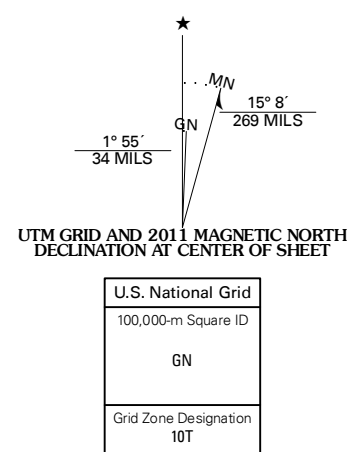 ★
MN
15° 8´
269 MILS
GN
1° 55´
34 MILS
UTM GRID AND 2011 MAGNETIC NORTH
DECLINATION AT CENTER OF SHEET
U.S. National Grid
100,000-m Square ID
GN
Grid Zone Designation
10T